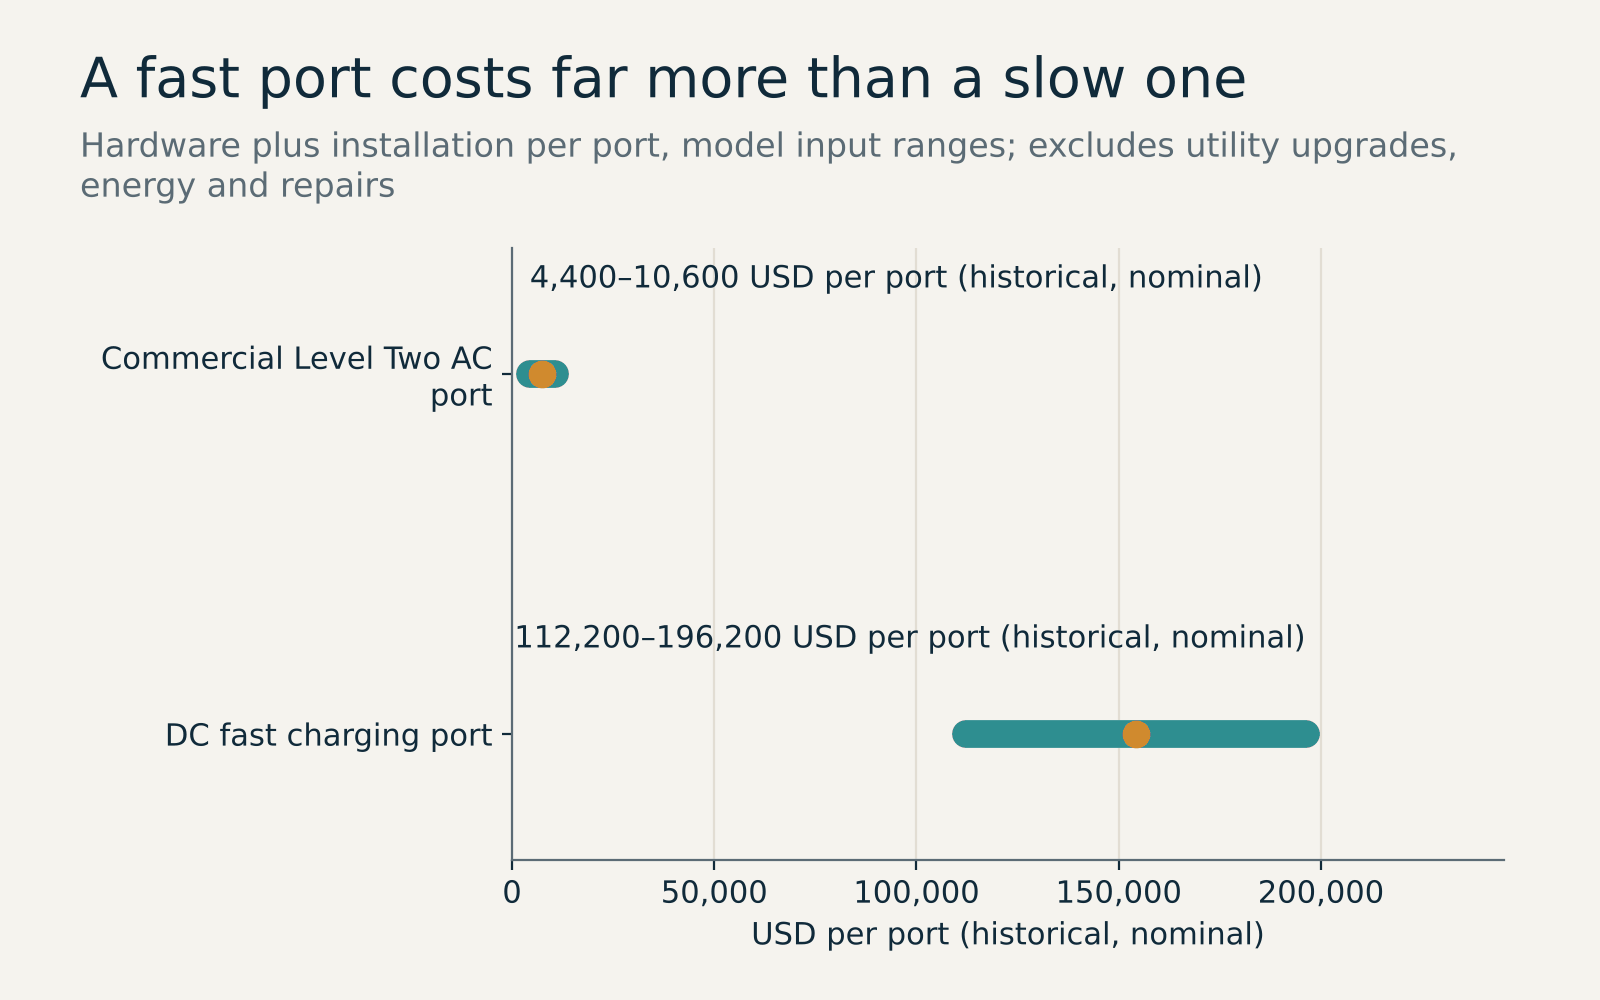 A fast port costs far more than a slow one
Hardware plus installation per port, model input ranges; excludes utility upgrades,
energy and repairs
4,400–10,600 USD per port (historical, nominal)
Commercial Level Two AC
port
112,200–196,200 USD per port (historical, nominal)
DC fast charging port
0 50,000 100,000 150,000 200,000
USD per port (historical, nominal)